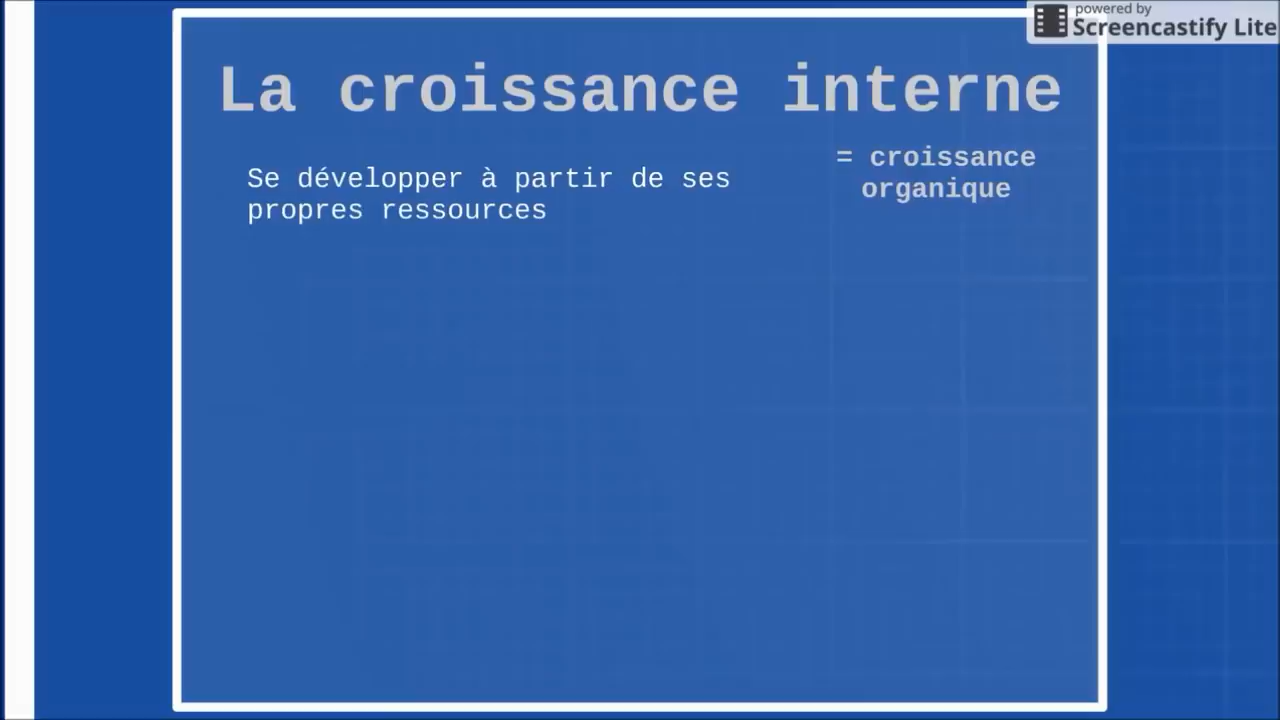 powered by
Screencastify Lite
La croissance interne
= croissance
organique
Se développer à partir de ses
propres ressources